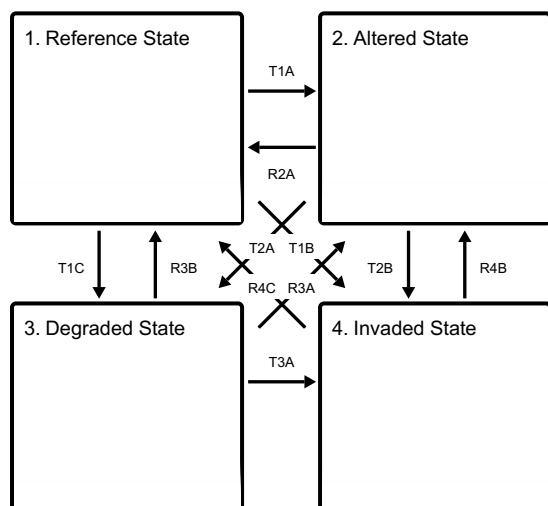 1. Reference State
2. Altered State
T1A
R2A
T2A
T1B
T1C
R3B
T2B
R4B
R4C
R3A
3. Degraded State
4. Invaded State
T3A